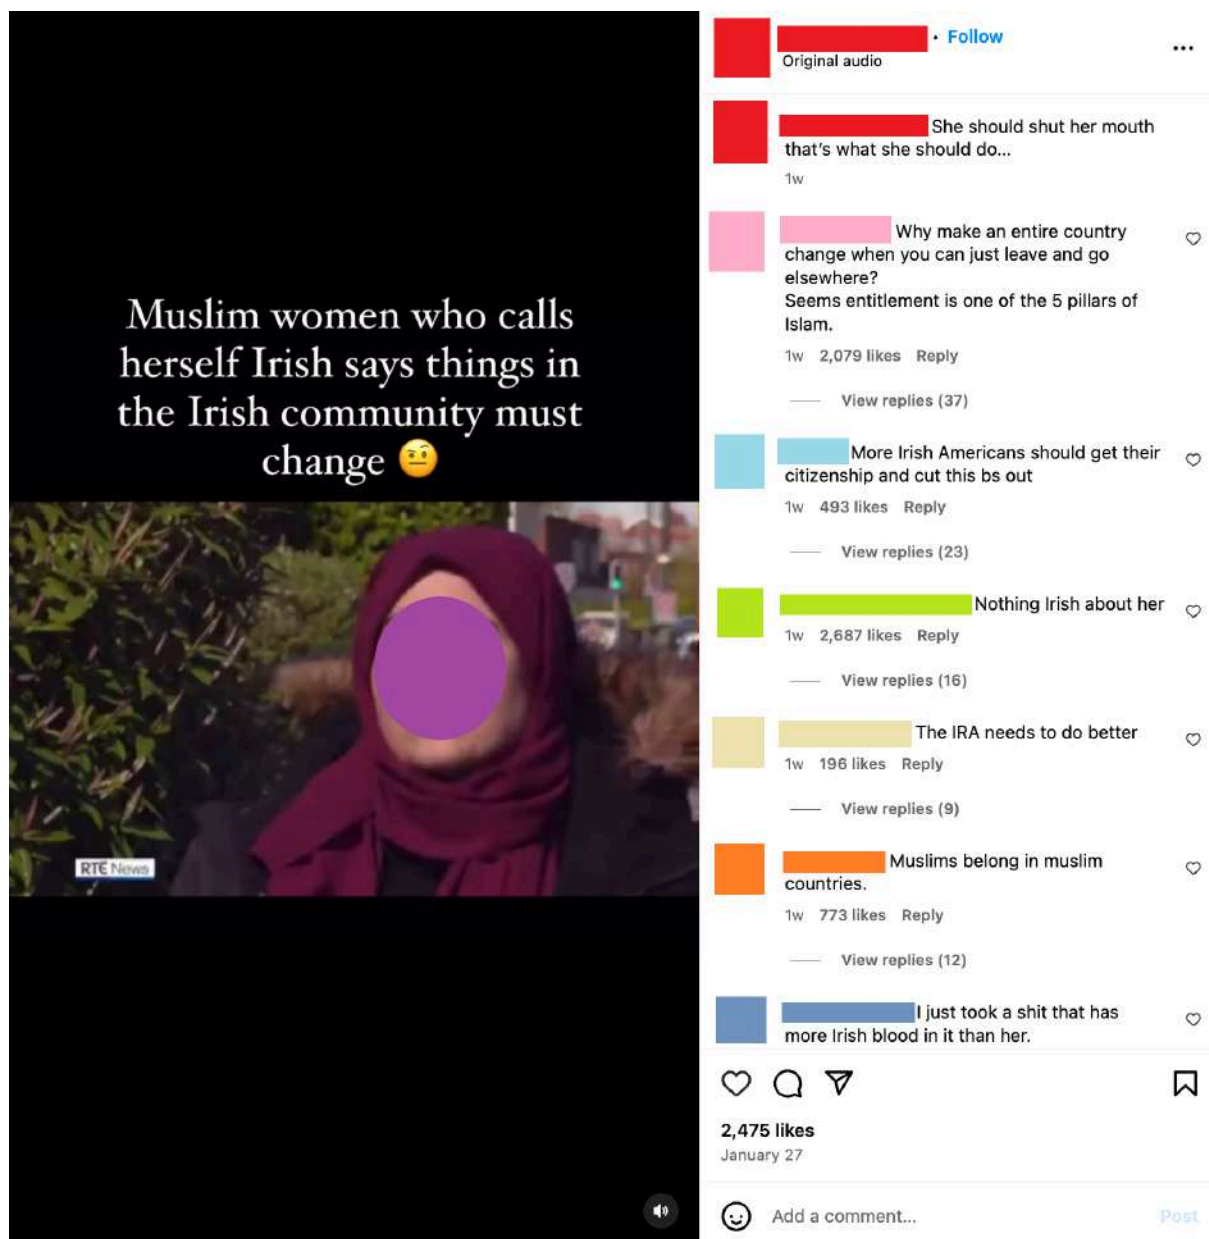 Muslim women who calls
herself Irish says things in
the Irish community must
change 🤨
RTÉ News
• Follow
Original audio
She should shut her mouth
that's what she should do...
1w
Why make an entire country
change when you can just leave and go
elsewhere?
Seems entitlement is one of the 5 pillars of
Islam.
1w 2,079 likes Reply
View replies (37)
More Irish Americans should get their
citizenship and cut this bs out
1w 493 likes Reply
View replies (23)
Nothing Irish about her
1w 2,687 likes Reply
View replies (16)
The IRA needs to do better
1w 196 likes Reply
View replies (9)
Muslims belong in muslim
countries.
1w 773 likes Reply
View replies (12)
I just took a shit that has
more Irish blood in it than her.
2,475 likes
January 27
Add a comment...
Post